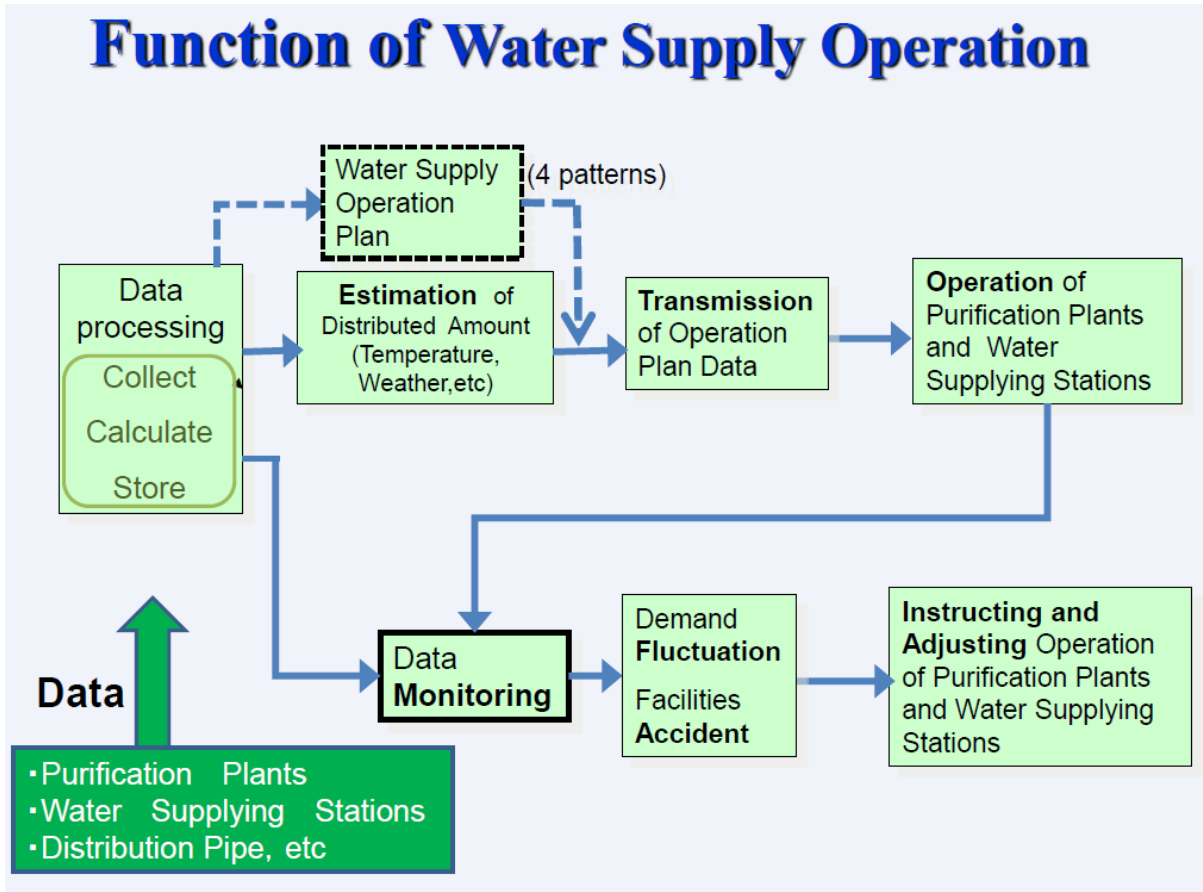 Function of Water Supply Operation
Water Supply
Operation
Plan
(4 patterns)
Data
processing
Collect
Calculate
Store
Estimation of
Distributed Amount
(Temperature,
Weather,etc)
Transmission
of Operation
Plan Data
Operation of
Purification Plants
and Water
Supplying Stations
Data
Monitoring
Demand
Fluctuation
Facilities
Accident
Instructing and
Adjusting Operation
of Purification Plants
and Water Supplying
Stations
Data
・Purification Plants
・Water Supplying Stations
・Distribution Pipe, etc